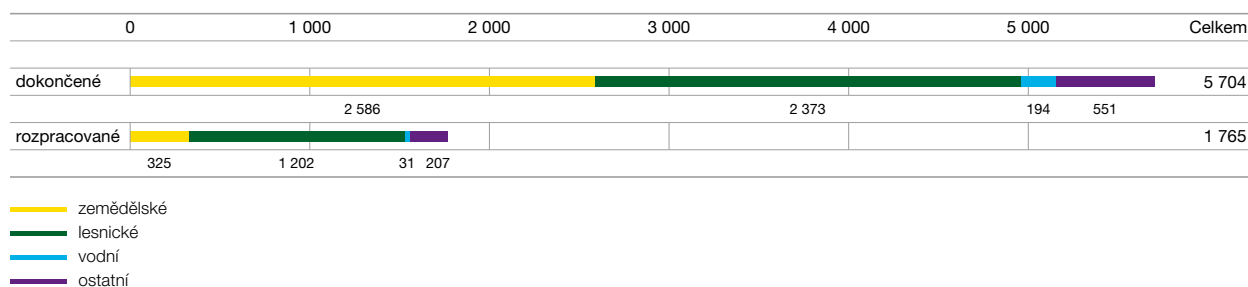 0 1 000 2 000 3 000 4 000 5 000 Celkem
dokončené 5 704
2 586 2 373 194 551
rozpracované 1 765
325 1 202 31 207
zemědělské
lesnické
vodní
ostatní